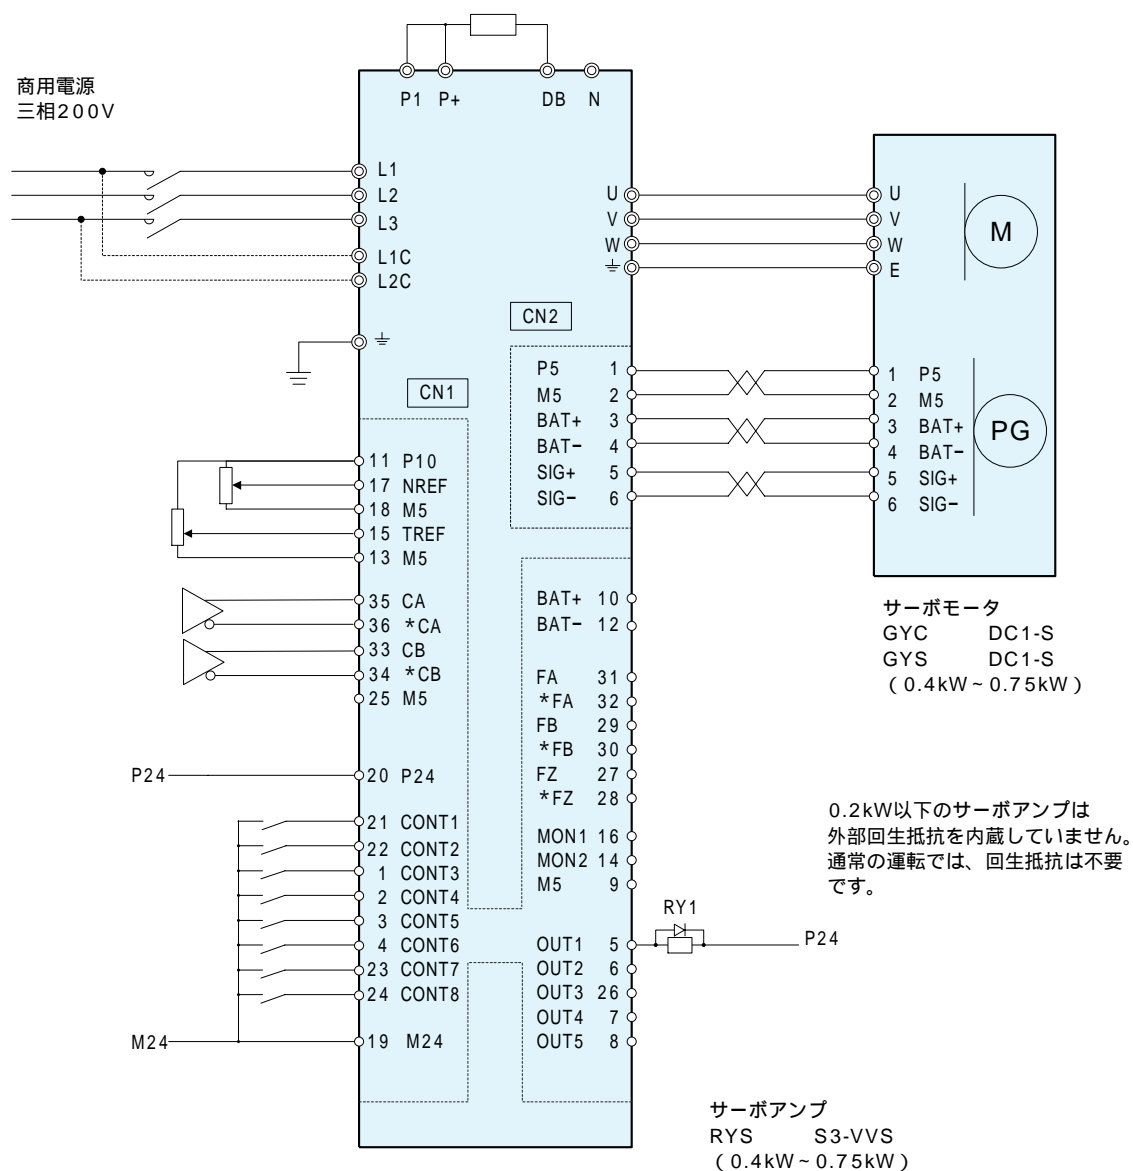 商用電源
三相200V
P1 P+ DB N
L1
L2
L3
L1C
L2C
U
V
W
U
V
W
E
M
CN2
CN1
P5 1
M5 2
BAT+ 3
BAT- 4
SIG+ 5
SIG- 6
1 P5
2 M5
3 BAT+
4 BAT-
5 SIG+
6 SIG-
PG
11 P10
17 NREF
18 M5
15 TREF
13 M5
35 CA
36 *CA
33 CB
34 *CB
25 M5
P24
20 P24
21 CONT1
22 CONT2
1 CONT3
2 CONT4
3 CONT5
4 CONT6
23 CONT7
24 CONT8
M24
19 M24
BAT+ 10
BAT- 12
FA 31
*FA 32
FB 29
*FB 30
FZ 27
*FZ 28
MON1 16
MON2 14
M5 9
OUT1 5
OUT2 6
OUT3 26
OUT4 7
OUT5 8
RY1
P24
サーボモータ
GYC DC1-S
GYS DC1-S
(0.4kW~0.75kW)
0.2kW以下のサーボアンプは
外部回生抵抗を内蔵していません。
通常の運転では、回生抵抗は不要
です。
サーボアンプ
RYS S3-VVS
(0.4kW~0.75kW)